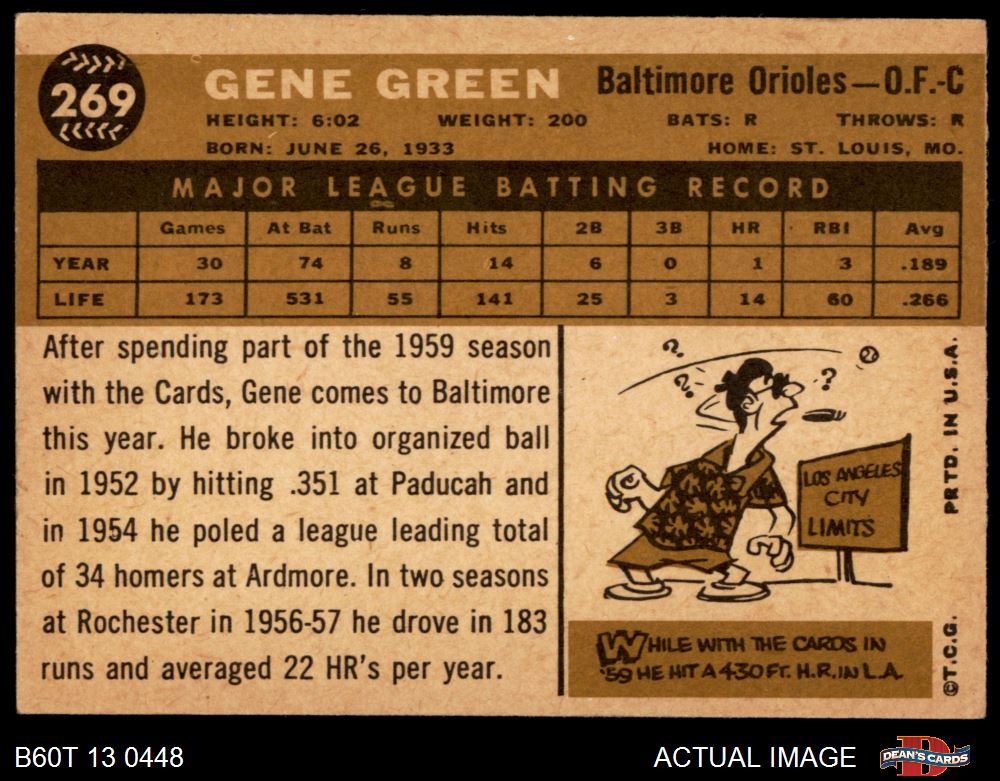 269
GENE GREEN Baltimore Orioles—O.F.-C
HEIGHT: 6:02 WEIGHT: 200 BATS: R THROWS: R
BORN: JUNE 26, 1933 HOME: ST. LOUIS, MO.
MAJOR LEAGUE BATTING RECORD
Games At Bat Runs Hits 2B 3B HR RBI Avg
YEAR 30 74 8 14 6 0 1 3 .189
LIFE 173 531 55 141 25 3 14 60 .266
After spending part of the 1959 season
with the Cards, Gene comes to Baltimore
this year. He broke into organized ball
in 1952 by hitting .351 at Paducah and
in 1954 he poled a league leading total
of 34 homers at Ardmore. In two seasons
at Rochester in 1956-57 he drove in 183
runs and averaged 22 HR's per year.
? ? ?
LOS ANGELES
CITY
LIMITS
WHILE WITH THE CARDS IN
'59 HE HIT A 430 FT. H.R. IN L.A.
PRTD. IN U.S.A.
©T.C.G.
B60T 13 0448 ACTUAL IMAGE DEAN'S CARDS